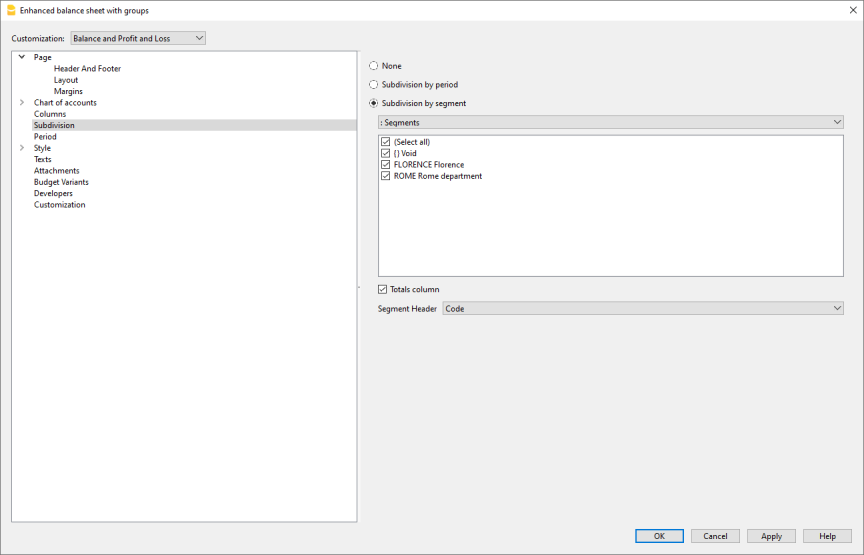 Enhanced balance sheet with groups
Customization: Balance and Profit and Loss
Page
Header And Footer
Layout
Margins
Chart of accounts
Columns
Subdivision
Period
Style
Texts
Attachments
Budget Variants
Developers
Customization
None
Subdivision by period
Subdivision by segment
: Segments
(Select all)
{} Void
FLORENCE Florence
ROME Rome department
Totals column
Segment Header Code
OK Cancel Apply Help